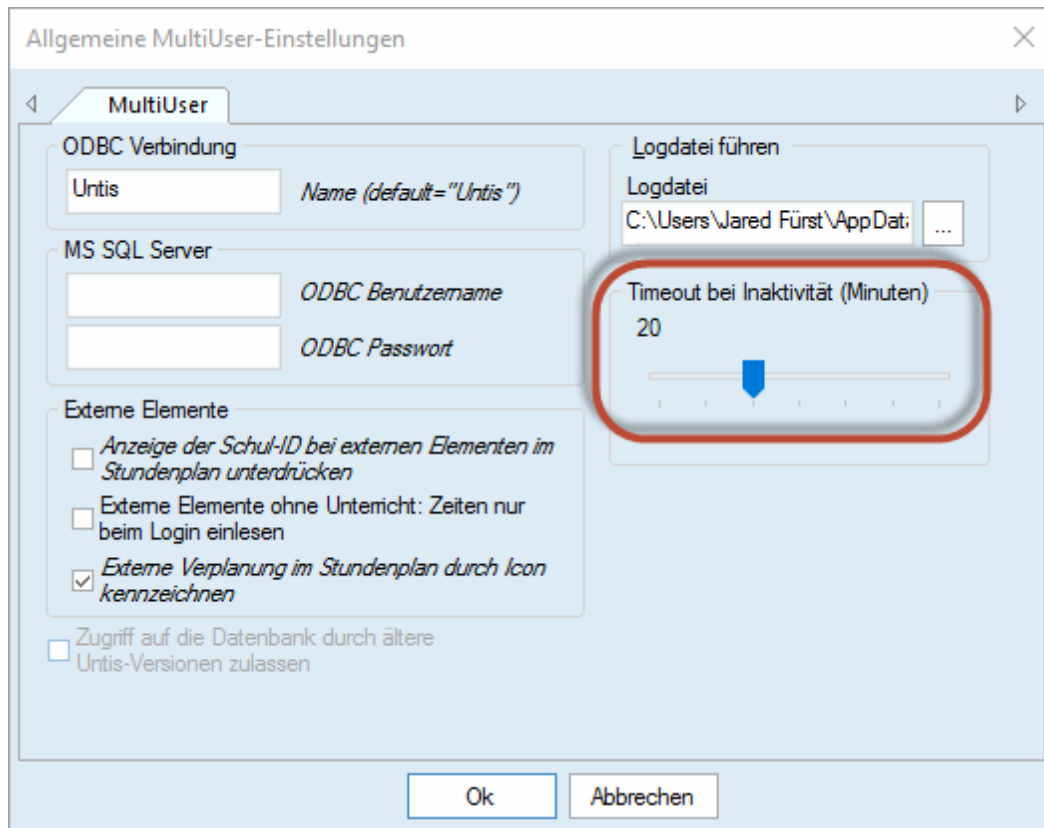 Allgemeine MultiUser-Einstellungen
MultiUser
ODBC Verbindung
Untis
Name (default="Untis")
MS SQL Server
ODBC Benutzername
ODBC Passwort
Externe Elemente
Anzeige der Schul-ID bei externen Elementen im
Stundenplan unterdrücken
Externe Elemente ohne Unterricht: Zeiten nur
beim Login einlesen
Externe Verplanung im Stundenplan durch Icon
kennzeichnen
Zugriff auf die Datenbank durch ältere
Untis-Versionen zulassen
Logdatei führen
Logdatei
C:\Users\Jared Fürst\AppData
...
Timeout bei Inaktivität (Minuten)
20
Ok
Abbrechen